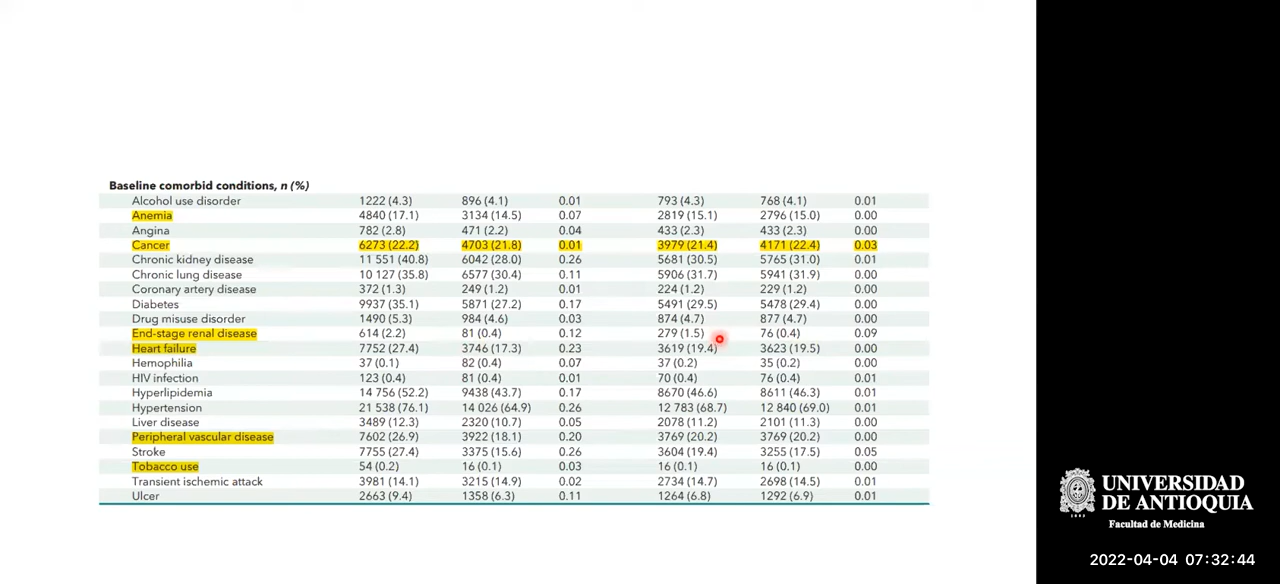 Baseline comorbid conditions, n (%)
Alcohol use disorder 1222 (4.3) 896 (4.1) 0.01 793 (4.3) 768 (4.1) 0.01
Anemia 4840 (17.1) 3134 (14.5) 0.07 2819 (15.1) 2796 (15.0) 0.00
Angina 782 (2.8) 471 (2.2) 0.04 433 (2.3) 433 (2.3) 0.00
Cancer 6273 (22.2) 4703 (21.8) 0.01 3979 (21.4) 4171 (22.4) 0.03
Chronic kidney disease 11 551 (40.8) 6042 (28.0) 0.26 5681 (30.5) 5765 (31.0) 0.01
Chronic lung disease 10 127 (35.8) 6577 (30.4) 0.11 5906 (31.7) 5941 (31.9) 0.00
Coronary artery disease 372 (1.3) 249 (1.2) 0.01 224 (1.2) 229 (1.2) 0.00
Diabetes 9937 (35.1) 5871 (27.2) 0.17 5491 (29.5) 5478 (29.4) 0.00
Drug misuse disorder 1490 (5.3) 984 (4.6) 0.03 874 (4.7) 877 (4.7) 0.00
End-stage renal disease 614 (2.2) 81 (0.4) 0.12 279 (1.5) 76 (0.4) 0.09
Heart failure 7752 (27.4) 3746 (17.3) 0.23 3619 (19.4) 3623 (19.5) 0.00
Hemophilia 37 (0.1) 82 (0.4) 0.07 37 (0.2) 35 (0.2) 0.00
HIV infection 123 (0.4) 81 (0.4) 0.01 70 (0.4) 76 (0.4) 0.01
Hyperlipidemia 14 756 (52.2) 9438 (43.7) 0.17 8670 (46.6) 8611 (46.3) 0.01
Hypertension 21 538 (76.1) 14 026 (64.9) 0.26 12 783 (68.7) 12 840 (69.0) 0.01
Liver disease 3489 (12.3) 2320 (10.7) 0.05 2078 (11.2) 2101 (11.3) 0.00
Peripheral vascular disease 7602 (26.9) 3922 (18.1) 0.20 3769 (20.2) 3769 (20.2) 0.00
Stroke 7755 (27.4) 3375 (15.6) 0.26 3604 (19.4) 3255 (17.5) 0.05
Tobacco use 54 (0.2) 16 (0.1) 0.03 16 (0.1) 16 (0.1) 0.00
Transient ischemic attack 3981 (14.1) 3215 (14.9) 0.02 2734 (14.7) 2698 (14.5) 0.01
Ulcer 2663 (9.4) 1358 (6.3) 0.11 1264 (6.8) 1292 (6.9) 0.01
UNIVERSIDAD
DE ANTIOQUIA
1803
Facultad de Medicina
2022-04-04 07:32:44